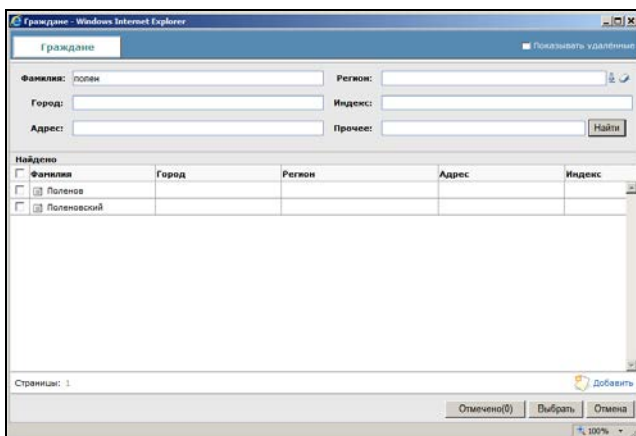 Граждане - Windows Internet Explorer
Граждане
Показывать удалённые
Фамилия: полен
Регион:
Город:
Индекс:
Адрес:
Прочее:
Найти
Найдено
Фамилия Город Регион Адрес Индекс
Поленов
Поленовский
Страницы: 1
Добавить
Отмечено(0) Выбрать Отмена
100%